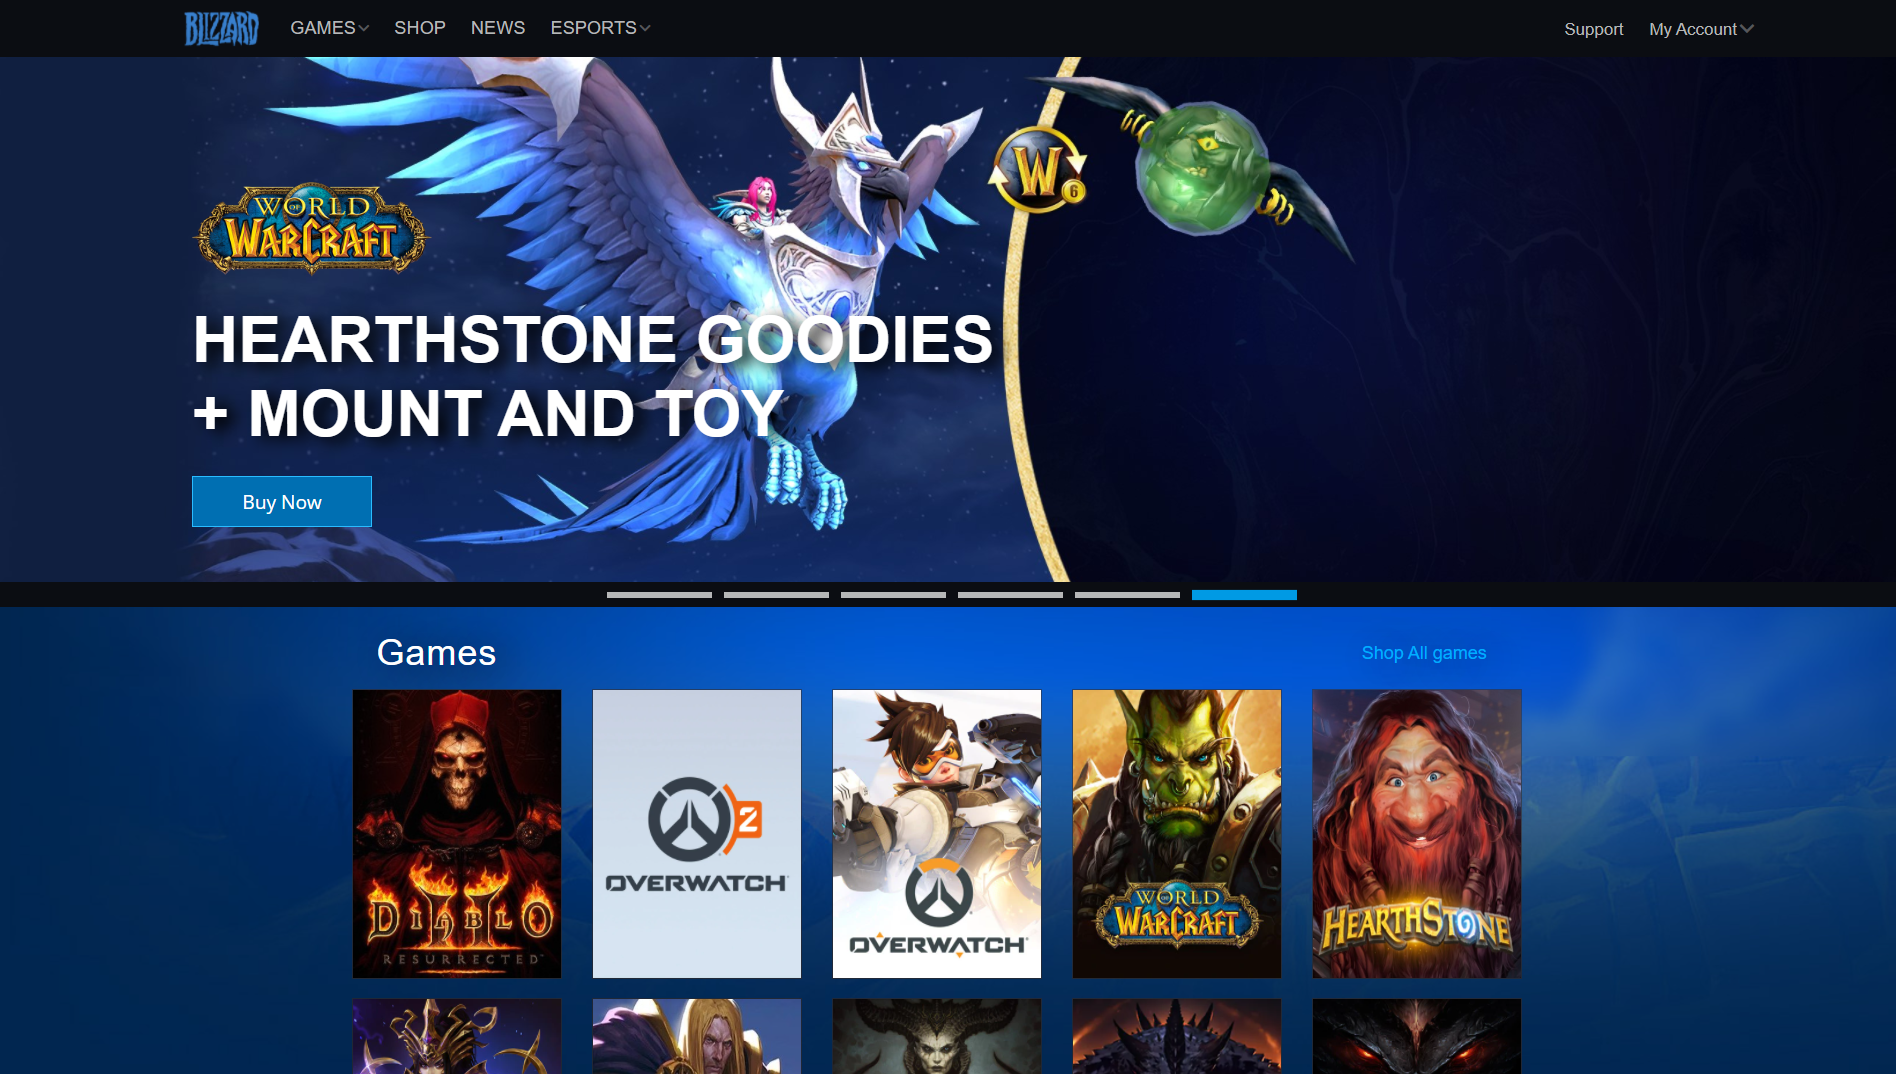 BLIZZARD
GAMES SHOP NEWS ESPORTS
Support My Account
WORLD
OF
WARCRAFT
W
6
HEARTHSTONE GOODIES
+ MOUNT AND TOY
Buy Now
Games
Shop All games
DIABLO
II
RESURRECTED
2
OVERWATCH
OVERWATCH
WORLD
OF
WARCRAFT
HEARTHSTONE